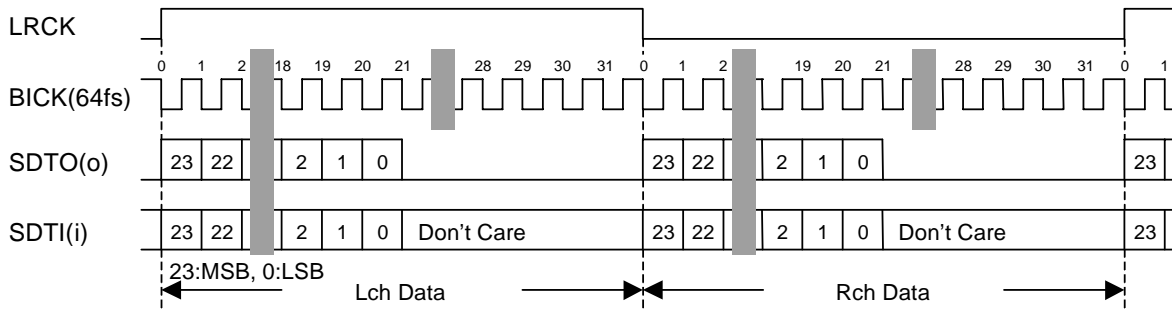 LRCK
0 1 2 18 19 20 21 28 29 30 31 0 1 2 19 20 21 28 29 30 31 0 1
BICK(64fs)
SDTO(o) 23 22 2 1 0 23 22 2 1 0 23
SDTI(i) 23 22 2 1 0 Don't Care 23 22 2 1 0 Don't Care 23
23:MSB, 0:LSB
Lch Data Rch Data